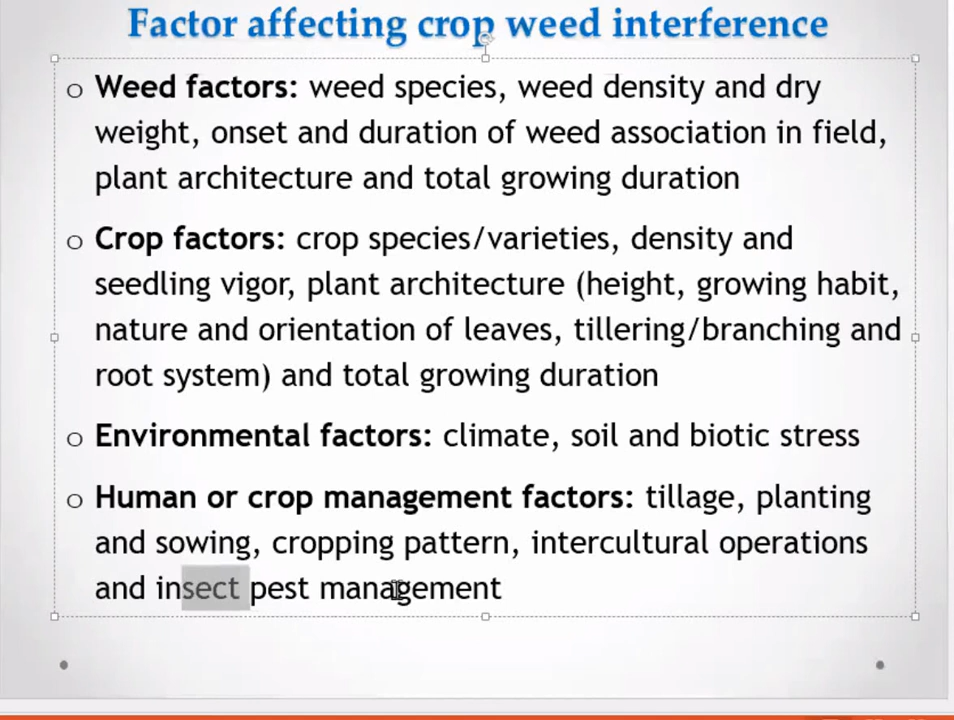 Factor affecting crop weed interference
o Weed factors: weed species, weed density and dry
weight, onset and duration of weed association in field,
plant architecture and total growing duration
o Crop factors: crop species/varieties, density and
seedling vigor, plant architecture (height, growing habit,
nature and orientation of leaves, tillering/branching and
root system) and total growing duration
o Environmental factors: climate, soil and biotic stress
o Human or crop management factors: tillage, planting
and sowing, cropping pattern, intercultural operations
and insect pest management